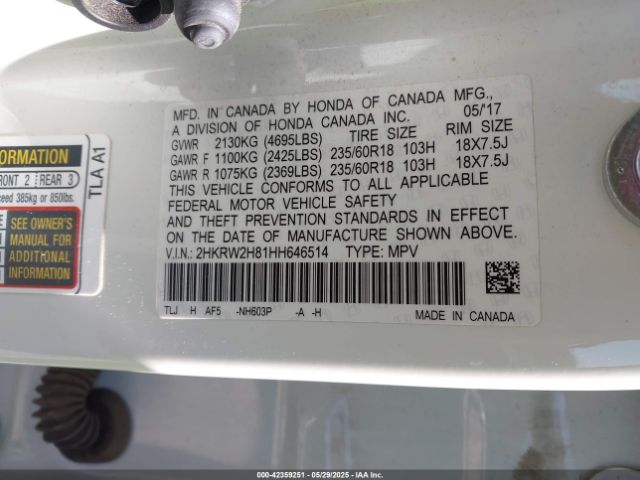 MFD. IN CANADA BY HONDA OF CANADA MFG.,
A DIVISION OF HONDA CANADA INC. 05/'17
GVWR 2130KG (4695LBS) TIRE SIZE RIM SIZE
GAWR F 1100KG (2425LBS) 235/60R18 103H 18X7.5J
GAWR R 1075KG (2369LBS) 235/60R18 103H 18X7.5J
THIS VEHICLE CONFORMS TO ALL APPLICABLE
FEDERAL MOTOR VEHICLE SAFETY
AND THEFT PREVENTION STANDARDS IN EFFECT
ON THE DATE OF MANUFACTURE SHOWN ABOVE.
V.I.N.: 2HKRW2H81HH646514 TYPE: MPV
TLJ H AF5 -NH603P -A -H MADE IN CANADA
FORMATION
FRONT 2 REAR 3
385kg or 850lbs.
SEE OWNER'S
MANUAL FOR
ADDITIONAL
INFORMATION
TLA A1
000-42359251 05/29/2025 IAAI, Inc.